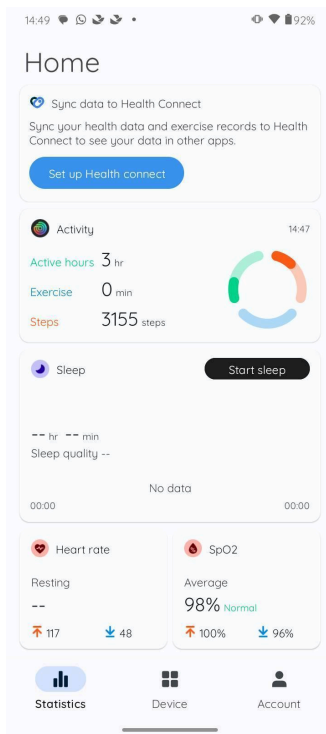 14:49
92%
Home
Sync data to Health Connect
Sync your health data and exercise records to Health
Connect to see your data in other apps.
Set up Health connect
Activity 14:47
Active hours 3 hr
Exercise 0 min
Steps 3155 steps
Sleep Start sleep
-- hr -- min
Sleep quality --
No data
00:00 00:00
Heart rate
Resting
--
117 48
SpO2
Average
98% Normal
100% 96%
Statistics Device Account